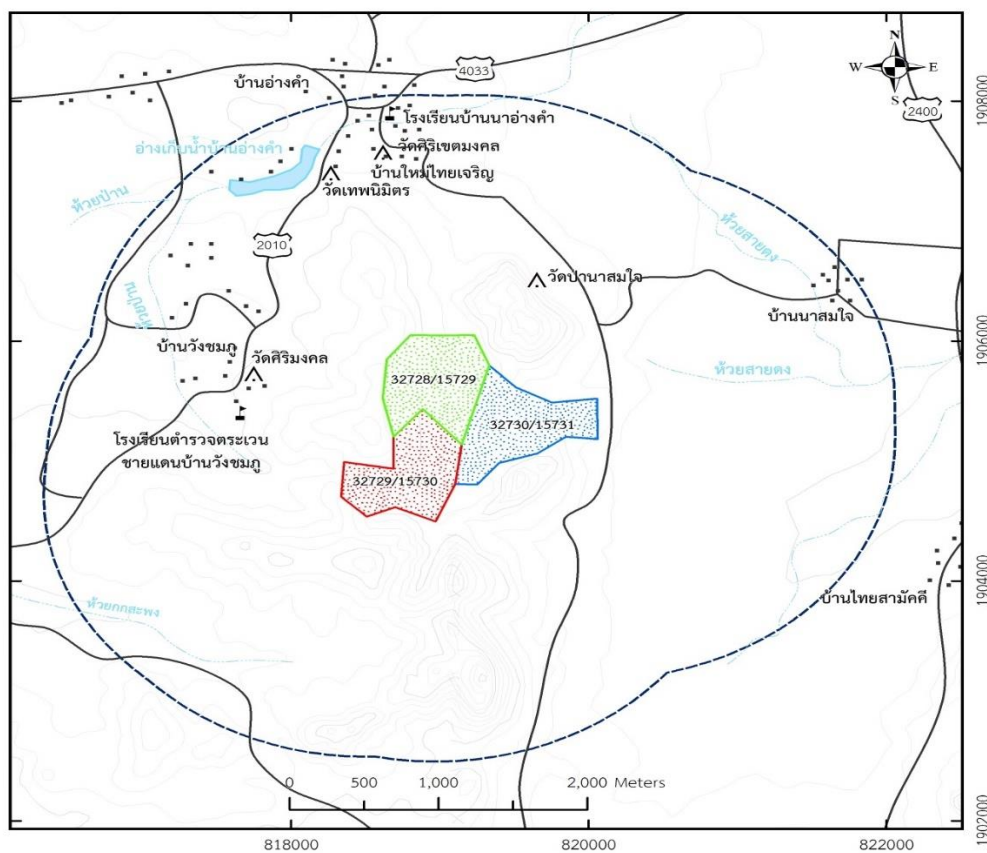 N
W E
S
4033
2400
บ้านอ่างคำ
โรงเรียนบ้านนาอ่างคำ
วัดศิริเขตมงคล
อ่างเก็บน้ำบ้านอ่างคำ
บ้านใหม่ไทยเจริญ
วัดเทพนิมิตร
ห้วยป่าน
2010
ห้วยสายดง
วัดป่านาสมใจ
ห้วยป่าน
บ้านนาสมใจ
บ้านวังชมภู
วัดศิริมงคล
ห้วยสายดง
32728/15729
32730/15731
โรงเรียนตำรวจตระเวน
ชายแดนบ้านวังชมภู
32729/15730
ห้วยกกสะพง
บ้านไทยสามัคคี
0 500 1,000 2,000 Meters
818000 820000 822000
1908000
1906000
1904000
1902000